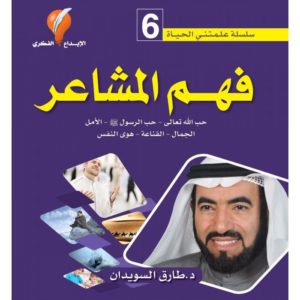 سلسلة علمتني الحياة
6
الإبداع الفكري
فهم المشاعر
حب الله تعالى - حب الرسول ﷺ - الأمل
الجمال - القناعة - هوى النفس
د.طارق السويدان